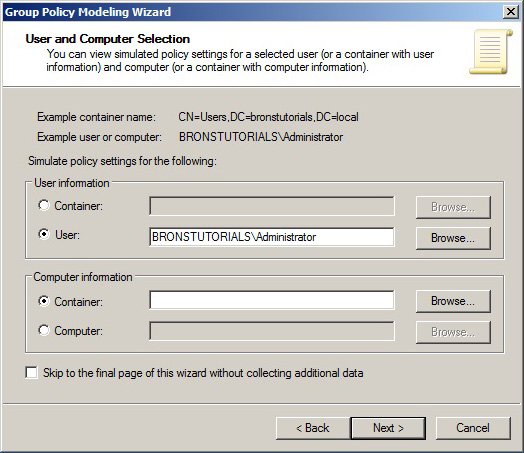 Group Policy Modeling Wizard
User and Computer Selection
You can view simulated policy settings for a selected user (or a container with user
information) and computer (or a container with computer information).
Example container name: CN=Users,DC=bronstutorials,DC=local
Example user or computer: BRONSTUTORIALS\Administrator
Simulate policy settings for the following:
User information
Container: Browse...
User: BRONSTUTORIALS\Administrator Browse...
Computer information
Container: Browse...
Computer: Browse...
Skip to the final page of this wizard without collecting additional data
< Back Next > Cancel